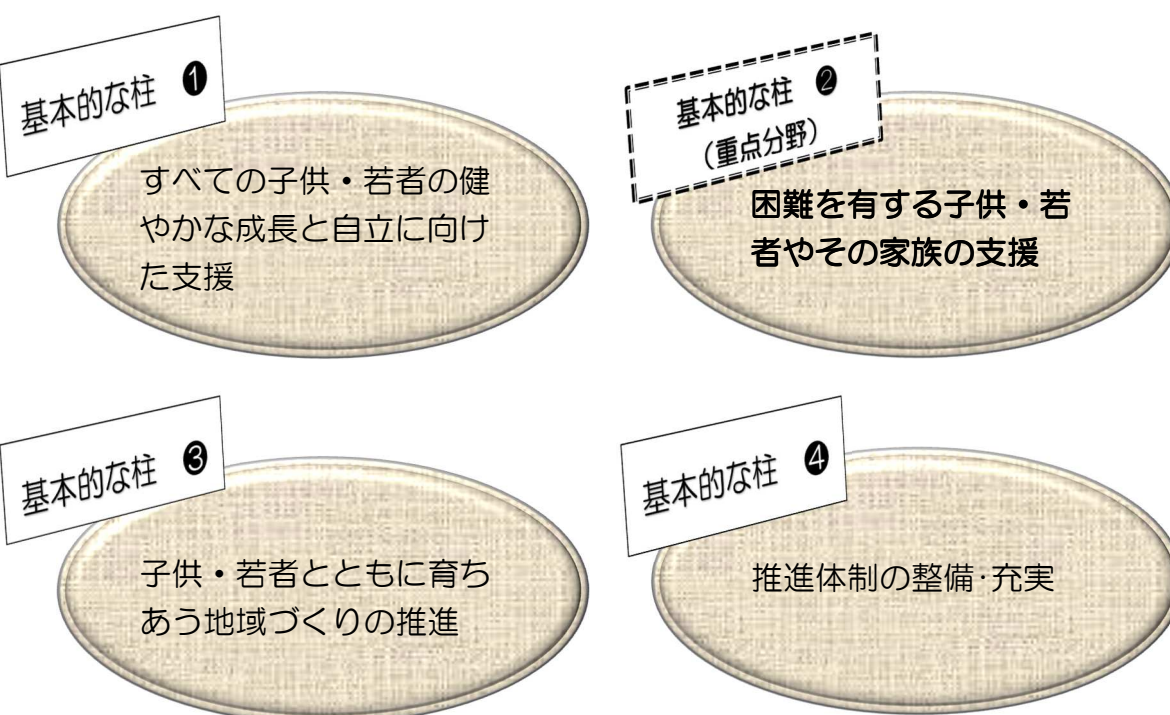 基本的な柱 ❶
すべての子供・若者の健
やかな成長と自立に向け
た支援
基本的な柱 ❷
（重点分野）
困難を有する子供・若
者やその家族の支援
基本的な柱 ❸
子供・若者とともに育ち
あう地域づくりの推進
基本的な柱 ❹
推進体制の整備･充実